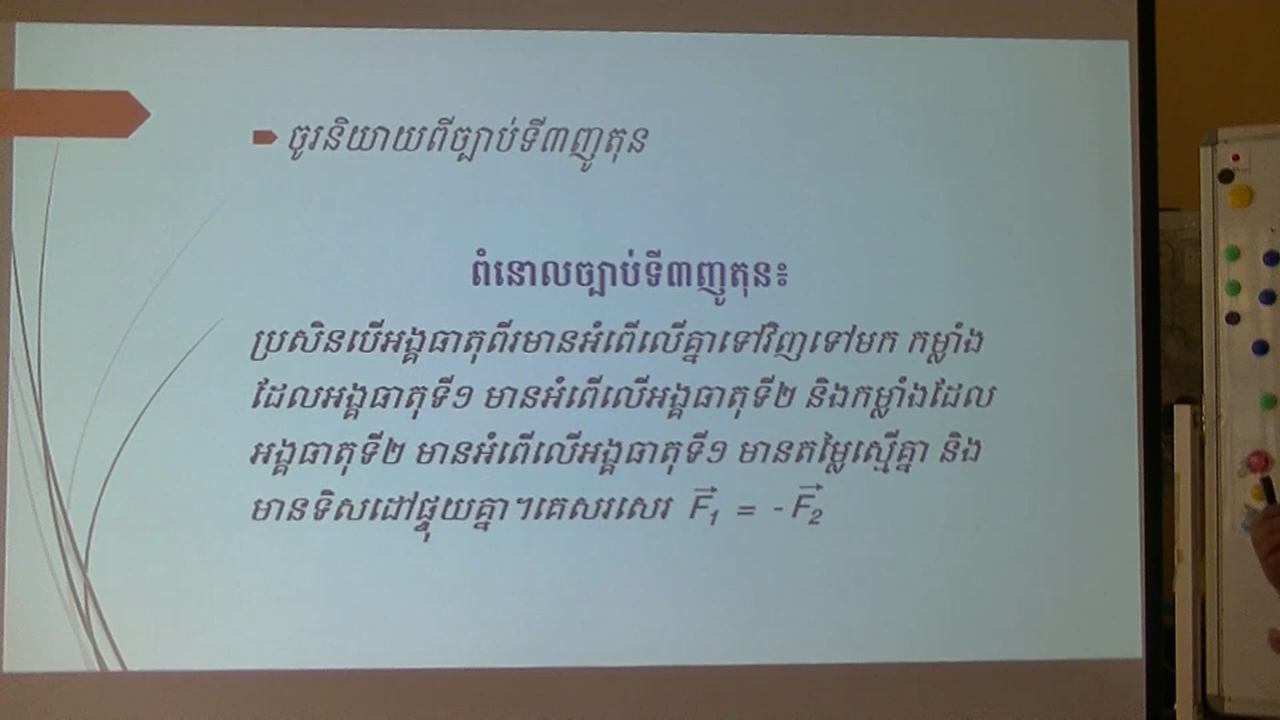 ចូរនិយាយពីច្បាប់ទី៣ញូតុន
ពំនោលច្បាប់ទី៣ញូតុន៖
ប្រសិនបើអង្គធាតុពីរមានអំពើលើគ្នាទៅវិញទៅមក កម្លាំង
ដែលអង្គធាតុទី១ មានអំពើលើអង្គធាតុទី២ និងកម្លាំងដែល
អង្គធាតុទី២ មានអំពើលើអង្គធាតុទី១ មានតម្លៃស្មើគ្នា និង
មានទិសដៅផ្ទុយគ្នា។គេសរសេរ $\vec{F_1}$ = -$\vec{F_2}$